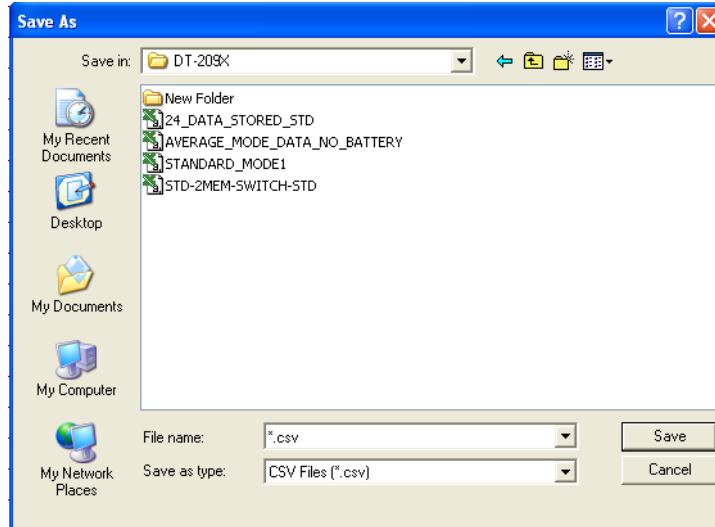 Save As
Save in:
DT-209X
New Folder
24_DATA_STORED_STD
AVERAGE_MODE_DATA_NO_BATTERY
STANDARD_MODE1
STD-2MEM-SWITCH-STD
My Recent
Documents
Desktop
My Documents
My Computer
My Network
Places
File name:
*.csv
Save
Save as type:
CSV Files (*.csv)
Cancel